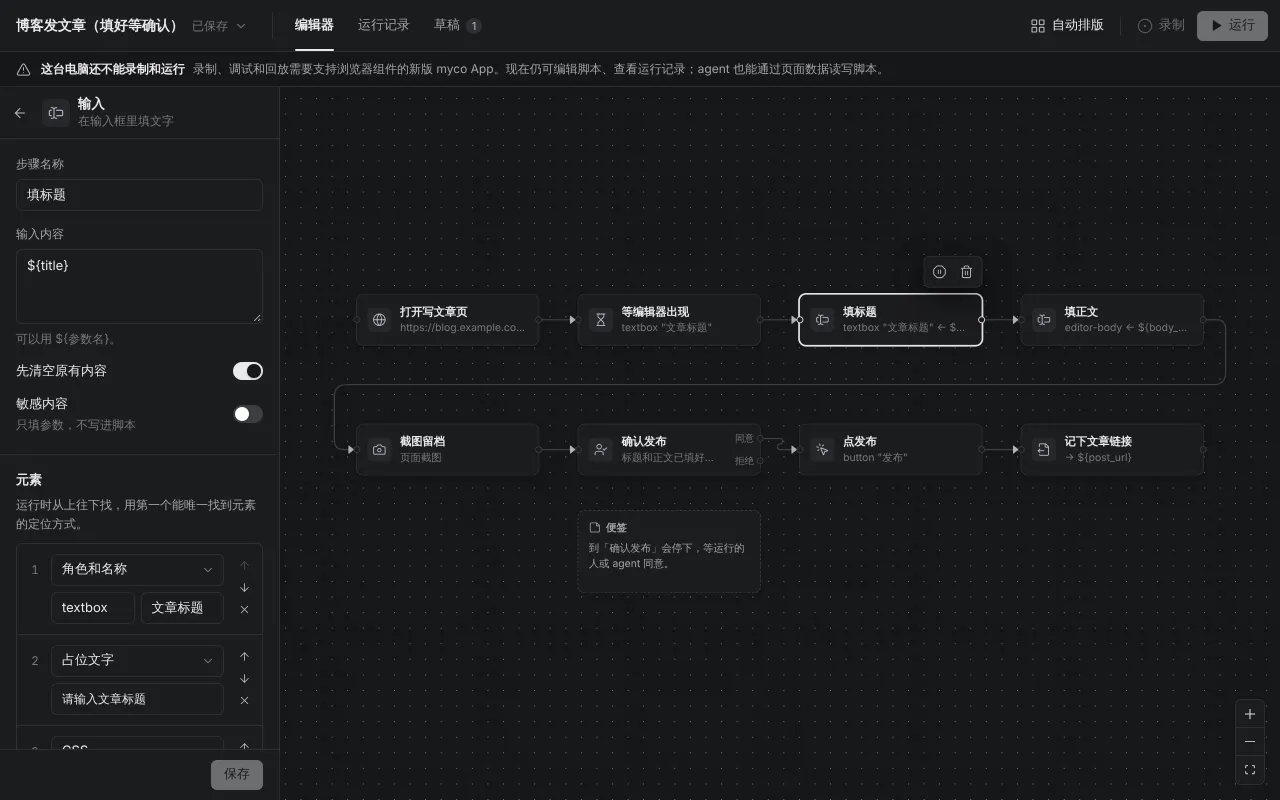 博客发文章（填好等确认） 已保存 编辑器 运行记录 草稿 1 自动排版 录制 运行
这台电脑还不能录制和运行 录制、调试和回放需要支持浏览器组件的新版 myco App。现在仍可编辑脚本、查看运行记录；agent 也能通过页面数据读写脚本。
输入
在输入框里填文字
步骤名称
填标题
输入内容
${title}
可以用 ${参数名}。
先清空原有内容
敏感内容
只填参数，不写进脚本
元素
运行时从上往下找，用第一个能唯一找到元素
的定位方式。
1 角色和名称
textbox 文章标题
2 占位文字
请输入文章标题
保存
打开写文章页
https://blog.example.co...
等编辑器出现
textbox "文章标题"
填标题
textbox "文章标题" ← $...
填正文
editor-body ← ${body_...
截图留档
页面截图
确认发布
标题和正文已填好...
同意
拒绝
点发布
button "发布"
记下文章链接
→ ${post_url}
便签
到「确认发布」会停下，等运行的
人或 agent 同意。